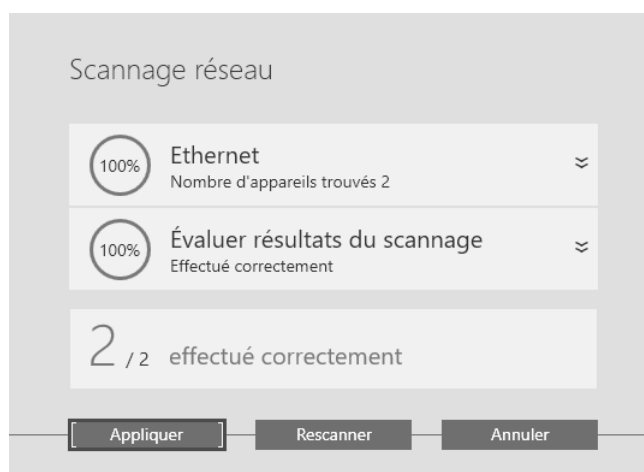 Scannage réseau
100%
Ethernet
Nombre d'appareils trouvés 2
100%
Évaluer résultats du scannage
Effectué correctement
2 / 2 effectué correctement
Appliquer Rescanner Annuler